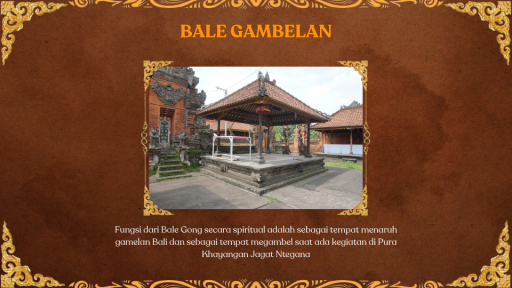 BALE GAMBELAN
Fungsi dari Bale Gong secara spiritual adalah sebagai tempat menaruh
gamelan Bali dan sebagai tempat megambel saat ada kegiatan di Pura
Khayangan Jagat Ntegana